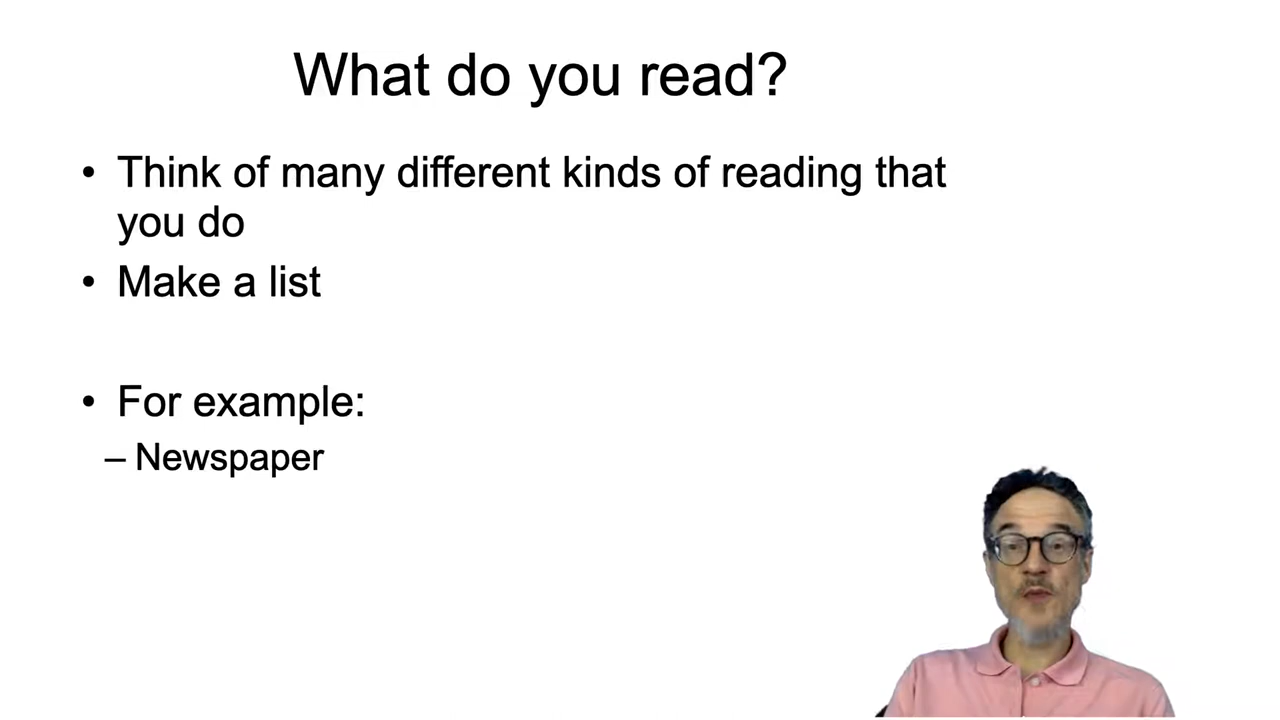 What do you read?
• Think of many different kinds of reading that
you do
• Make a list
• For example:
– Newspaper